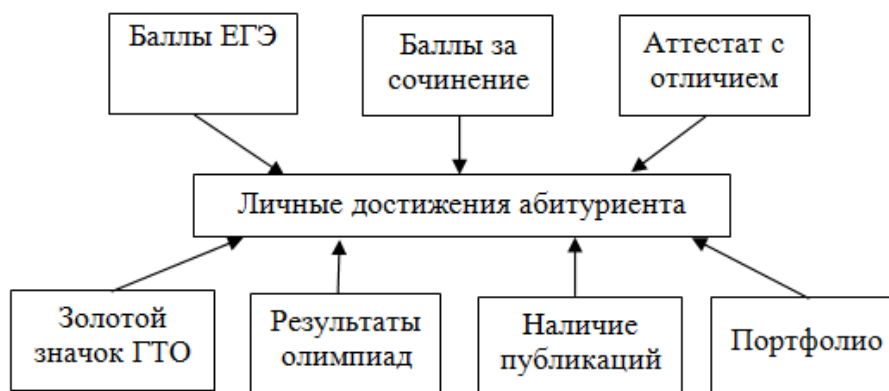 Баллы ЕГЭ
Баллы за
сочинение
Аттестат с
отличием
Личные достижения абитуриента
Золотой
значок ГТО
Результаты
олимпиад
Наличие
публикаций
Портфолио